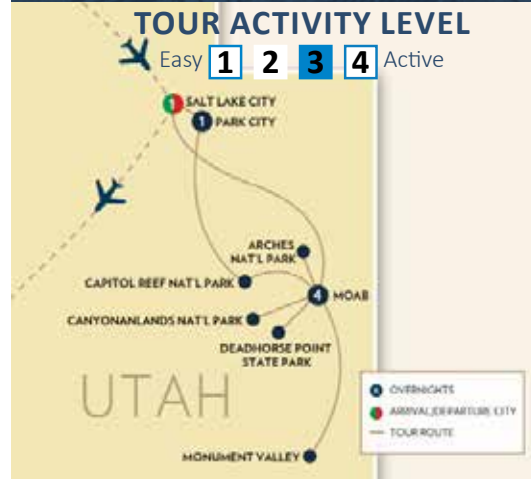 TOUR ACTIVITY LEVEL
Easy 1 2 3 4 Active
1 SALT LAKE CITY
1 PARK CITY
ARCHES
NAT'L PARK
CAPITOL REEF NAT'L PARK
4 MOAB
CANYONANLANDS NAT'L PARK
DEADHORSE POINT
STATE PARK
UTAH
OVERNIGHTS
ARRIVAL/DEPARTURE CITY
TOUR ROUTE
MONUMENT VALLEY